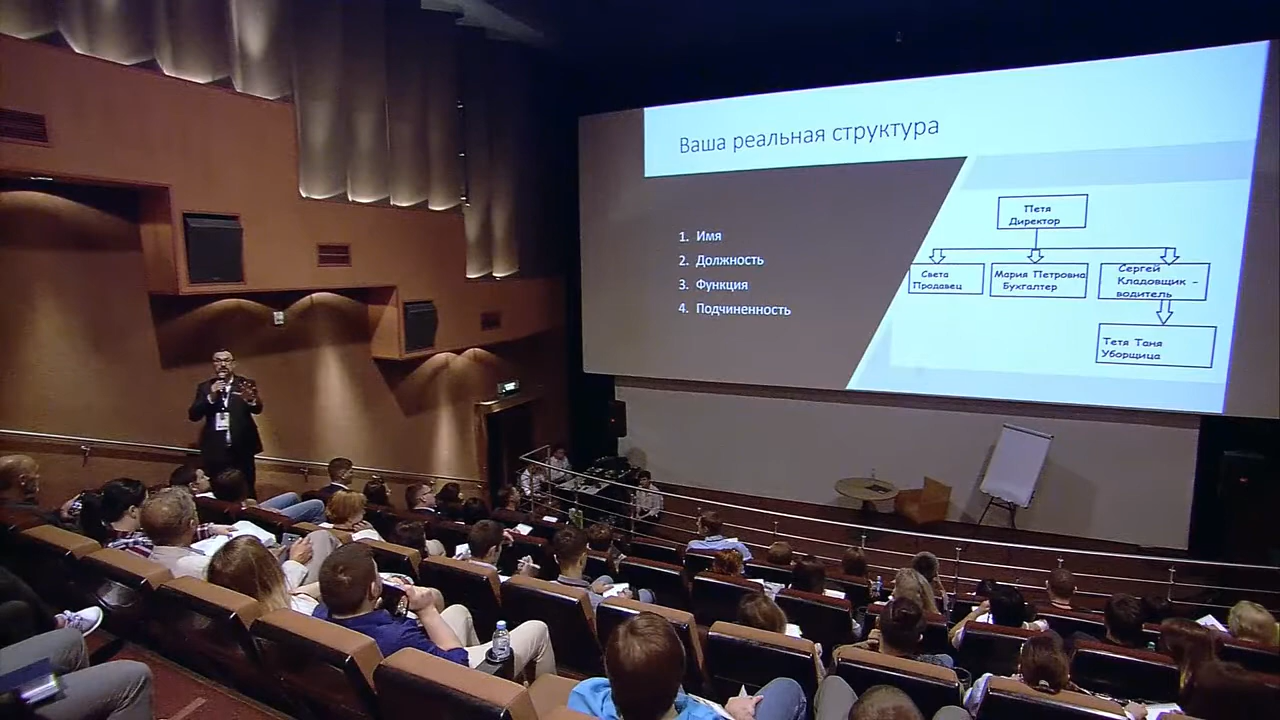 Ваша реальная структура
1. Имя
2. Должность
3. Функция
4. Подчиненность
Петя
Директор
Света
Продавец
Мария Петровна
Бухгалтер
Сергей
Кладовщик -
водитель
Тетя Таня
Уборщица